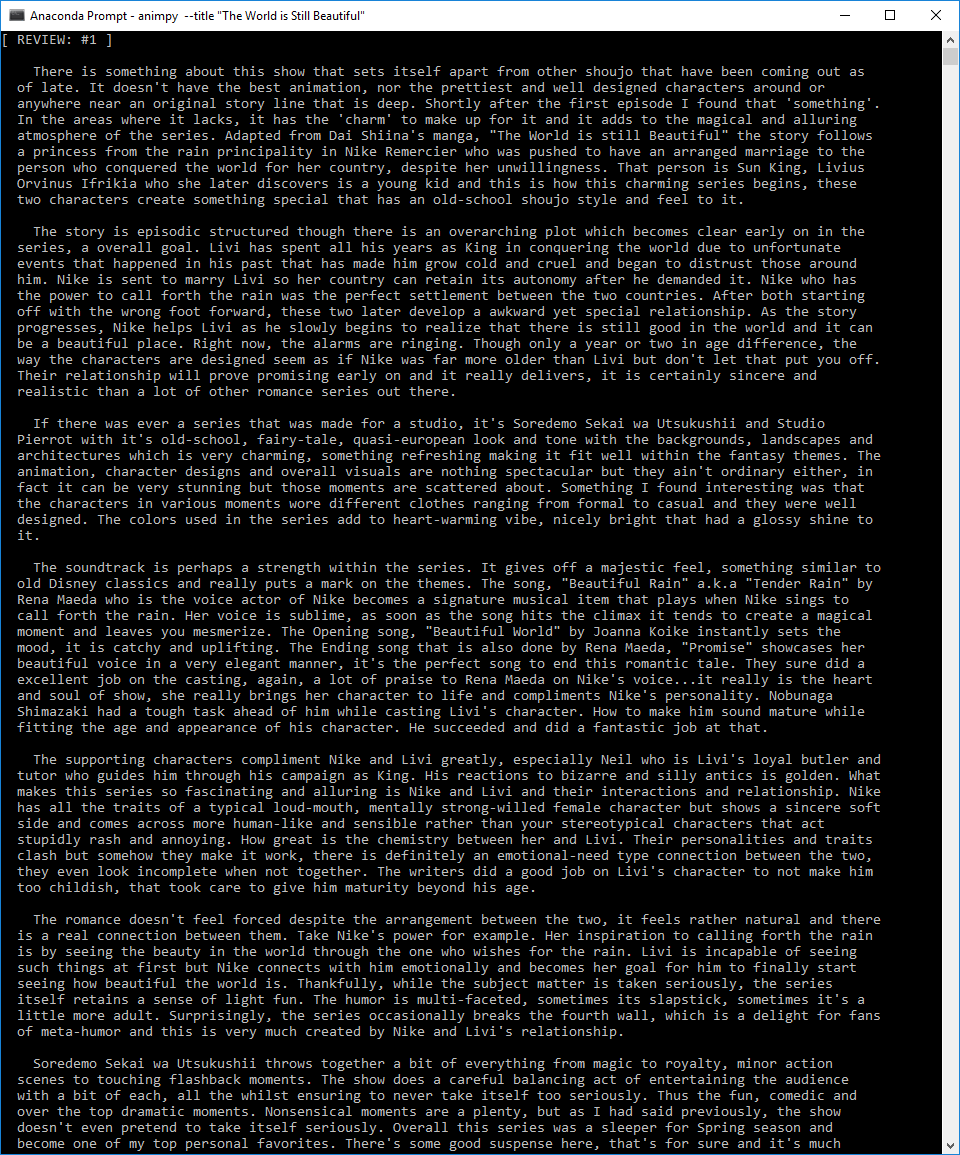 Anaconda Prompt - animpy  --title "The World is Still Beautiful"
[ REVIEW: #1 ]
There is something about this show that sets itself apart from other shoujo that have been coming out as
of late. It doesn't have the best animation, nor the prettiest and well designed characters around or
anywhere near an original story line that is deep. Shortly after the first episode I found that 'something'.
In the areas where it lacks, it has the 'charm' to make up for it and it adds to the magical and alluring
atmosphere of the series. Adapted from Dai Shiina's manga, "The World is still Beautiful" the story follows
a princess from the rain principality in Nike Remercier who was pushed to have an arranged marriage to the
person who conquered the world for her country, despite her unwillingness. That person is Sun King, Livius
Orvinus Ifrikia who she later discovers is a young kid and this is how this charming series begins, these
two characters create something special that has an old-school shoujo style and feel to it.
The story is episodic structured though there is an overarching plot which becomes clear early on in the
series, a overall goal. Livi has spent all his years as King in conquering the world due to unfortunate
events that happened in his past that has made him grow cold and cruel and began to distrust those around
him. Nike is sent to marry Livi so her country can retain its autonomy after he demanded it. Nike who has
the power to call forth the rain was the perfect settlement between the two countries. After both starting
off with the wrong foot forward, these two later develop a awkward yet special relationship. As the story
progresses, Nike helps Livi as he slowly begins to realize that there is still good in the world and it can
be a beautiful place. Right now, the alarms are ringing. Though only a year or two in age difference, the
way the characters are designed seem as if Nike was far more older than Livi but don't let that put you off.
Their relationship will prove promising early on and it really delivers, it is certainly sincere and
realistic than a lot of other romance series out there.
If there was ever a series that was made for a studio, it's Soredemo Sekai wa Utsukushii and Studio
Pierrot with it's old-school, fairy-tale, quasi-european look and tone with the backgrounds, landscapes and
architectures which is very charming, something refreshing making it fit well within the fantasy themes. The
animation, character designs and overall visuals are nothing spectacular but they ain't ordinary either, in
fact it can be very stunning but those moments are scattered about. Something I found interesting was that
the characters in various moments wore different clothes ranging from formal to casual and they were well
designed. The colors used in the series add to heart-warming vibe, nicely bright that had a glossy shine to
it.
The soundtrack is perhaps a strength within the series. It gives off a majestic feel, something similar to
old Disney classics and really puts a mark on the themes. The song, "Beautiful Rain" a.k.a "Tender Rain" by
Rena Maeda who is the voice actor of Nike becomes a signature musical item that plays when Nike sings to
call forth the rain. Her voice is sublime, as soon as the song hits the climax it tends to create a magical
moment and leaves you mesmerize. The Opening song, "Beautiful World" by Joanna Koike instantly sets the
mood, it is catchy and uplifting. The Ending song that is also done by Rena Maeda, "Promise" showcases her
beautiful voice in a very elegant manner, it's the perfect song to end this romantic tale. They sure did a
excellent job on the casting, again, a lot of praise to Rena Maeda on Nike's voice...it really is the heart
and soul of show, she really brings her character to life and compliments Nike's personality. Nobunaga
Shimazaki had a tough task ahead of him while casting Livi's character. How to make him sound mature while
fitting the age and appearance of his character. He succeeded and did a fantastic job at that.
The supporting characters compliment Nike and Livi greatly, especially Neil who is Livi's loyal butler and
tutor who guides him through his campaign as King. His reactions to bizarre and silly antics is golden. What
makes this series so fascinating and alluring is Nike and Livi and their interactions and relationship. Nike
has all the traits of a typical loud-mouth, mentally strong-willed female character but shows a sincere soft
side and comes across more human-like and sensible rather than your stereotypical characters that act
stupidly rash and annoying. How great is the chemistry between her and Livi. Their personalities and traits
clash but somehow they make it work, there is definitely an emotional-need type connection between the two,
they even look incomplete when not together. The writers did a good job on Livi's character to not make him
too childish, that took care to give him maturity beyond his age.
The romance doesn't feel forced despite the arrangement between the two, it feels rather natural and there
is a real connection between them. Take Nike's power for example. Her inspiration to calling forth the rain
is by seeing the beauty in the world through the one who wishes for the rain. Livi is incapable of seeing
such things at first but Nike connects with him emotionally and becomes her goal for him to finally start
seeing how beautiful the world is. Thankfully, while the subject matter is taken seriously, the series
itself retains a sense of light fun. The humor is multi-faceted, sometimes its slapstick, sometimes it's a
little more adult. Surprisingly, the series occasionally breaks the fourth wall, which is a delight for fans
of meta-humor and this is very much created by Nike and Livi's relationship.
Soredemo Sekai wa Utsukushii throws together a bit of everything from magic to royalty, minor action
scenes to touching flashback moments. The show does a careful balancing act of entertaining the audience
with a bit of each, all the whilst ensuring to never take itself too seriously. Thus the fun, comedic and
over the top dramatic moments. Nonsensical moments are a plenty, but as I had said previously, the show
doesn't even pretend to take itself seriously. Overall this series was a sleeper for Spring season and
become one of my top personal favorites. There's some good suspense here, that's for sure and it's much